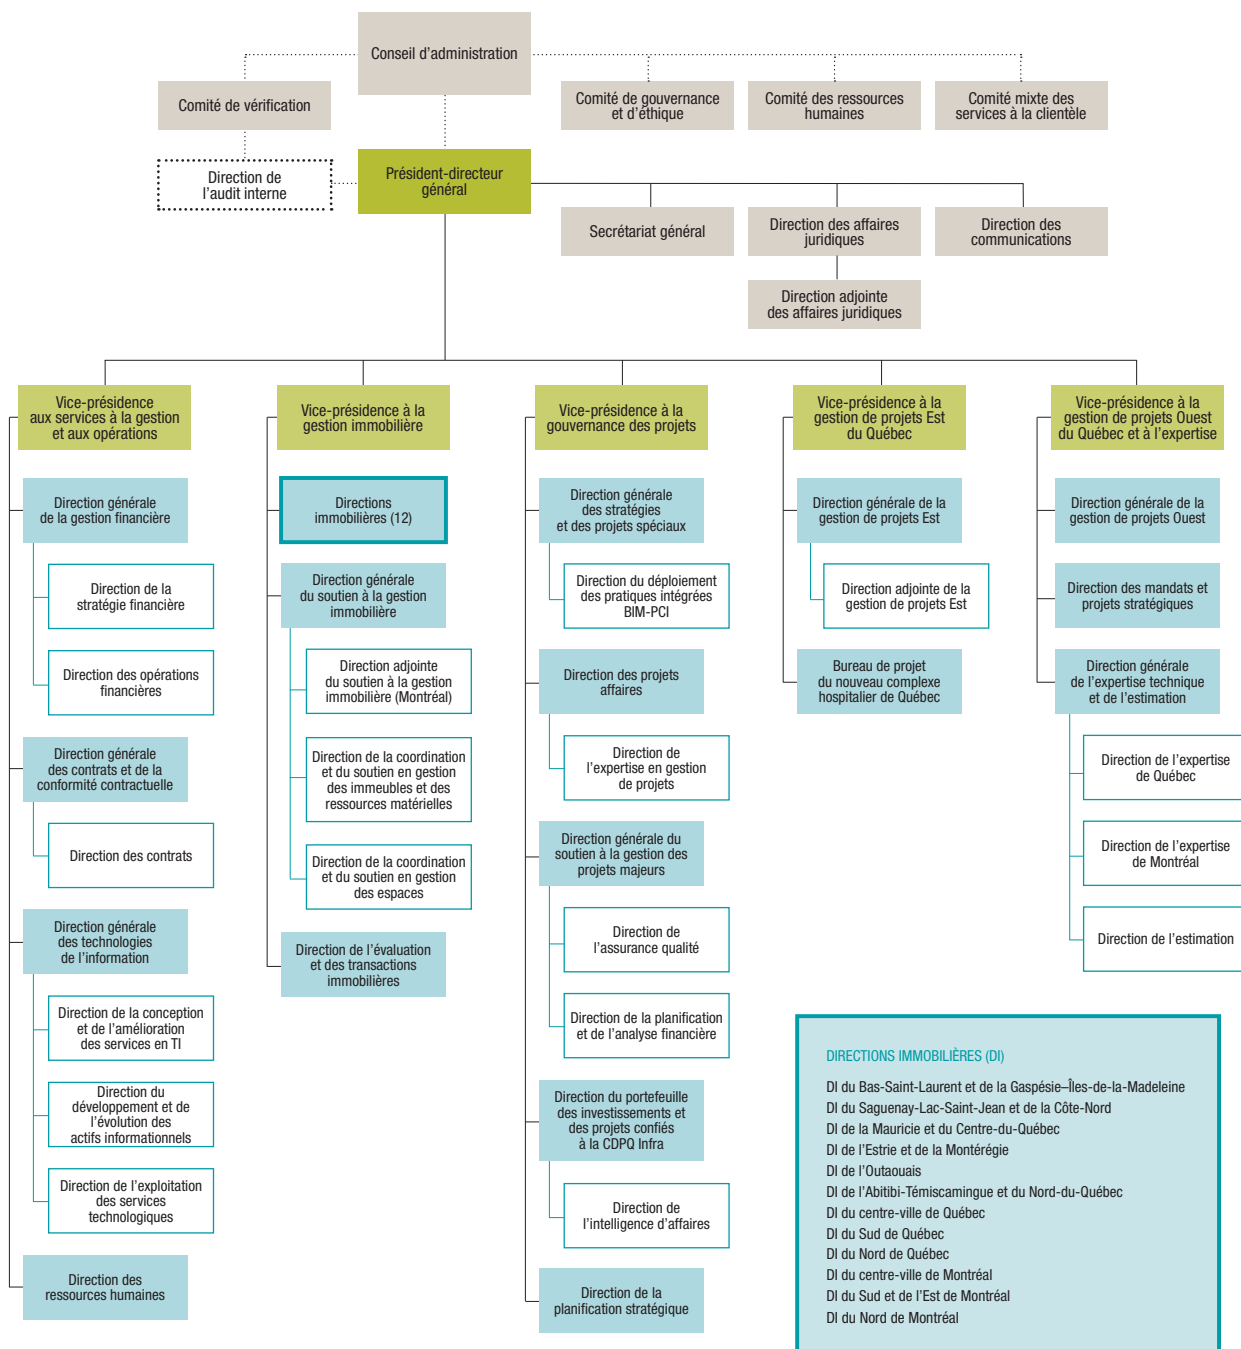 Conseil d’administration
Comité de vérification
Comité de gouvernance
et d’éthique
Comité des ressources
humaines
Comité mixte des
services à la clientèle
Direction de
l’audit interne
Président-directeur
général
Secrétariat général
Direction des affaires
juridiques
Direction des
communications
Direction adjointe
des affaires juridiques
Vice-présidence
aux services à la gestion
et aux opérations
Direction générale
de la gestion financière
Direction de la
stratégie financière
Direction des opérations
financières
Direction générale
des contrats et de la
conformité contractuelle
Direction des contrats
Direction générale
des technologies
de l’information
Direction de la conception
et de l’amélioration
des services en TI
Direction du
développement et de
l’évolution des
actifs informationnels
Direction de l’exploitation
des services
technologiques
Direction des
ressources humaines
Vice-présidence à la
gestion immobilière
Directions
immobilières (12)
Direction générale
du soutien à la gestion
immobilière
Direction adjointe
du soutien à la gestion
immobilière (Montréal)
Direction de la coordination
et du soutien en gestion
des immeubles et des
ressources matérielles
Direction de la coordination
et du soutien en gestion
des espaces
Direction de l’évaluation
et des transactions
immobilières
Vice-présidence à la
gouvernance des projets
Direction générale
des stratégies
et des projets spéciaux
Direction du déploiement
des pratiques intégrées
BIM-PCI
Direction des projets
affaires
Direction de
l’expertise en gestion
de projets
Direction générale du
soutien à la gestion des
projets majeurs
Direction de
l’assurance qualité
Direction de la planification
et de l’analyse financière
Direction du portefeuille
des investissements et
des projets confiés
à la CDPQ Infra
Direction de
l’intelligence d’affaires
Direction de la
planification stratégique
Vice-présidence à la
gestion de projets Est
du Québec
Direction générale de la
gestion de projets Est
Direction adjointe de la
gestion de projets Est
Bureau de projet
du nouveau complexe
hospitalier de Québec
Vice-présidence à la
gestion de projets Ouest
du Québec et à l’expertise
Direction générale de la
gestion de projets Ouest
Direction des mandats et
projets stratégiques
Direction générale
de l’expertise technique
et de l’estimation
Direction de l’expertise
de Québec
Direction de l’expertise
de Montréal
Direction de l’estimation
DIRECTIONS IMMOBILIÈRES (DI)
DI du Bas-Saint-Laurent et de la Gaspésie–Îles-de-la-Madeleine
DI du Saguenay-Lac-Saint-Jean et de la Côte-Nord
DI de la Mauricie et du Centre-du-Québec
DI de l’Estrie et de la Montérégie
DI de l’Outaouais
DI de l’Abitibi-Témiscamingue et du Nord-du-Québec
DI du centre-ville de Québec
DI du Sud de Québec
DI du Nord de Québec
DI du centre-ville de Montréal
DI du Sud et de l’Est de Montréal
DI du Nord de Montréal